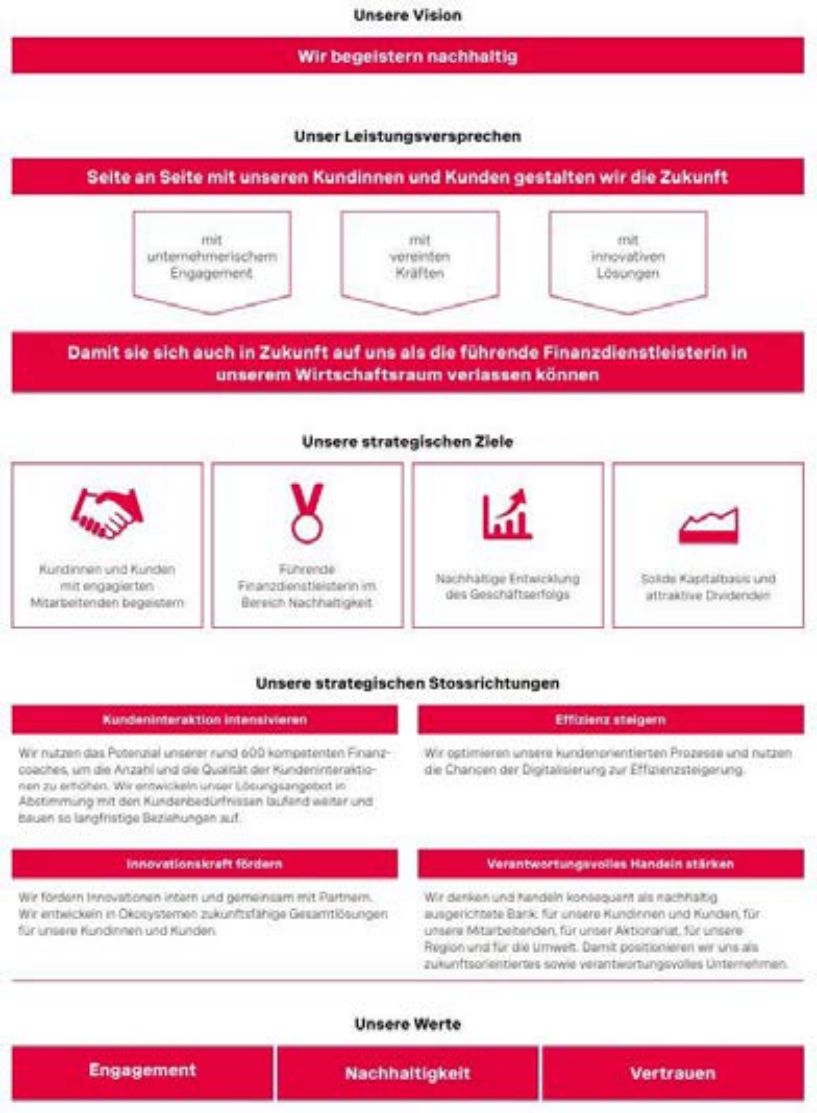 Unsere Vision
Wir begeistern nachhaltig
Unser Leistungsversprechen
Seite an Seite mit unseren Kundinnen und Kunden gestalten wir die Zukunft
mit
unternehmerischem
Engagement
mit
vereinten
Kräften
mit
innovativen
Lösungen
Damit sie sich auch in Zukunft auf uns als die führende Finanzdienstleisterin in
unserem Wirtschaftsraum verlassen können
Unsere strategischen Ziele
Kundinnen und Kunden
mit engagierten
Mitarbeitenden begeistern
Führende
Finanzdienstleisterin im
Bereich Nachhaltigkeit
Nachhaltige Entwicklung
des Geschäftserfolgs
Solide Kapitalbasis und
attraktive Dividenden
Unsere strategischen Stossrichtungen
Kundeninteraktion intensivieren
Wir nutzen das Potenzial unserer rund 600 kompetenten Finanz-
coaches, um die Anzahl und die Qualität der Kundeninteraktio-
nen zu erhöhen. Wir entwickeln unser Lösungsangebot in
Abstimmung mit den Kundenbedürfnissen laufend weiter und
bauen so langfristige Beziehungen auf.
Effizienz steigern
Wir optimieren unsere kundenorientierten Prozesse und nutzen
die Chancen der Digitalisierung zur Effizienzsteigerung.
Innovationskraft fördern
Wir fördern Innovationen intern und gemeinsam mit Partnern.
Wir entwickeln in Ökosystemen zukunftsfähige Gesamtlösungen
für unsere Kundinnen und Kunden.
Verantwortungsvolles Handeln stärken
Wir denken und handeln konsequent als nachhaltig
ausgerichtete Bank: für unsere Kundinnen und Kunden, für
unsere Mitarbeitenden, für unser Aktionariat, für unsere
Region und für die Umwelt. Damit positionieren wir uns als
zukunftsorientiertes sowie verantwortungsvolles Unternehmen.
Unsere Werte
Engagement
Nachhaltigkeit
Vertrauen